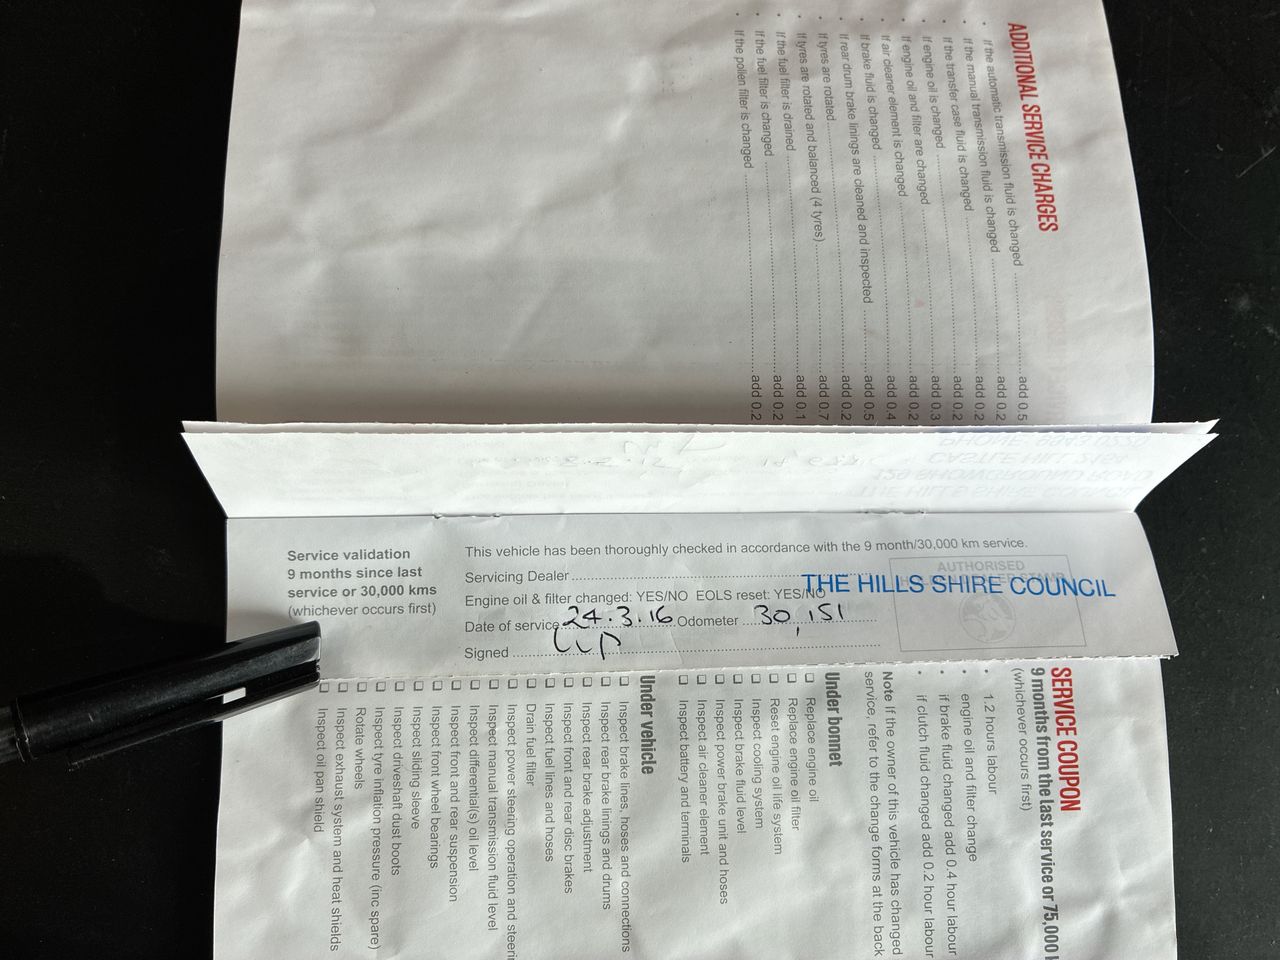 ADDITIONAL SERVICE CHARGES
• If the automatic transmission fluid is changed ........ add 0.5
• If the manual transmission fluid is changed ........ add 0.2
• If the transfer case fluid is changed ........ add 0.2
• If engine oil is changed ........ add 0.2
• If engine oil and filter are changed ........ add 0.3
• If air cleaner element is changed ........ add 0.2
• If brake fluid is changed ........ add 0.4
• If rear drum brake linings are cleaned and inspected ........ add 0.5
• If tyres are rotated ........ add 0.2
• If tyres are rotated and balanced (4 tyres) ........ add 0.7
• If the fuel filter is drained ........ add 0.1
• If the fuel filter is changed ........ add 0.2
• If the pollen filter is changed ........ add 0.2
Service validation
9 months since last
service or 30,000 kms
(whichever occurs first)
This vehicle has been thoroughly checked in accordance with the 9 month/30,000 km service.
Servicing Dealer
Engine oil & filter changed: YES/NO EOLS reset: YES/NO
Date of service 24.3.16 Odometer 30,151
Signed
AUTHORISED
THE HILLS SHIRE COUNCIL
SERVICE COUPON
9 months from the last service or 75,000
(whichever occurs first)
• 1.2 hours labour
• engine oil and filter change
• if brake fluid changed add 0.4 hour labour
• if clutch fluid changed add 0.2 hour labour
Note If the owner of this vehicle has changed
service, refer to the change forms at the back
Under bonnet
❑ Replace engine oil
❑ Replace engine oil filter
❑ Reset engine oil life system
❑ Inspect cooling system
❑ Inspect brake fluid level
❑ Inspect power brake unit and hoses
❑ Inspect air cleaner element
❑ Inspect battery and terminals
Under vehicle
❑ Inspect brake lines, hoses and connections
❑ Inspect rear brake linings and drums
❑ Inspect rear brake adjustment
❑ Inspect front and rear disc brakes
❑ Inspect fuel lines and hoses
❑ Drain fuel filter
❑ Inspect power steering operation and
❑ Inspect manual transmission fluid level
❑ Inspect differential(s) oil level
❑ Inspect front and rear suspension
❑ Inspect front wheel bearings
❑ Inspect sliding sleeve
❑ Inspect driveshaft dust boots
❑ Inspect tyre inflation pressure (inc spare)
❑ Rotate wheels
❑ Inspect exhaust system and heat shields
❑ Inspect oil pan shield